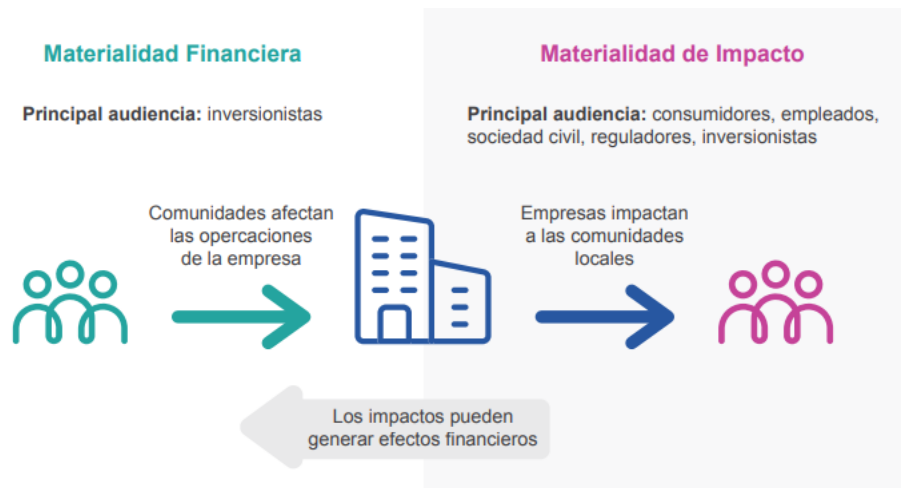 Materialidad Financiera
Principal audiencia: inversionistas
Comunidades afectan
las opercaciones
de la empresa
Materialidad de Impacto
Principal audiencia: consumidores, empleados,
sociedad civil, reguladores, inversionistas
Empresas impactan
a las comunidades
locales
Los impactos pueden
generar efectos financieros